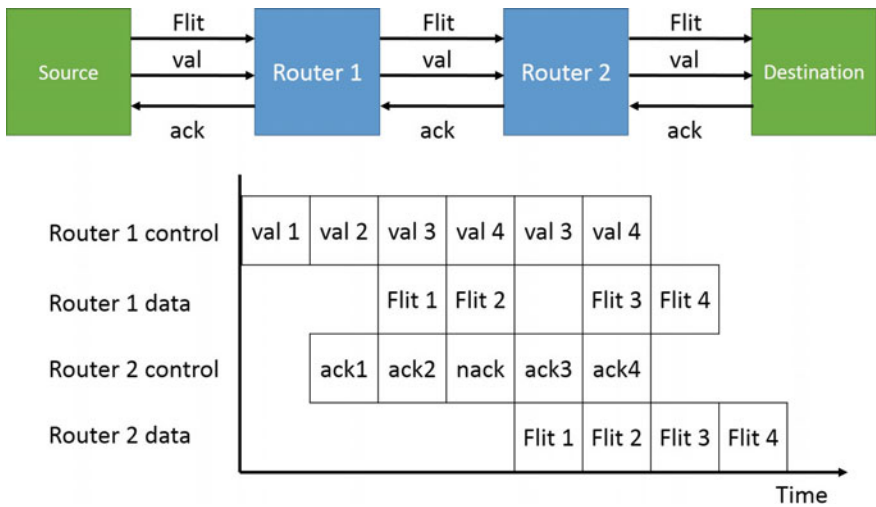 Flit Flit Flit
Source val Router 1 val Router 2 val Destination
ack ack ack
Router 1 control val 1 val 2 val 3 val 4 val 3 val 4
Router 1 data Flit 1 Flit 2 Flit 3 Flit 4
Router 2 control ack1 ack2 nack ack3 ack4
Router 2 data Flit 1 Flit 2 Flit 3 Flit 4
Time